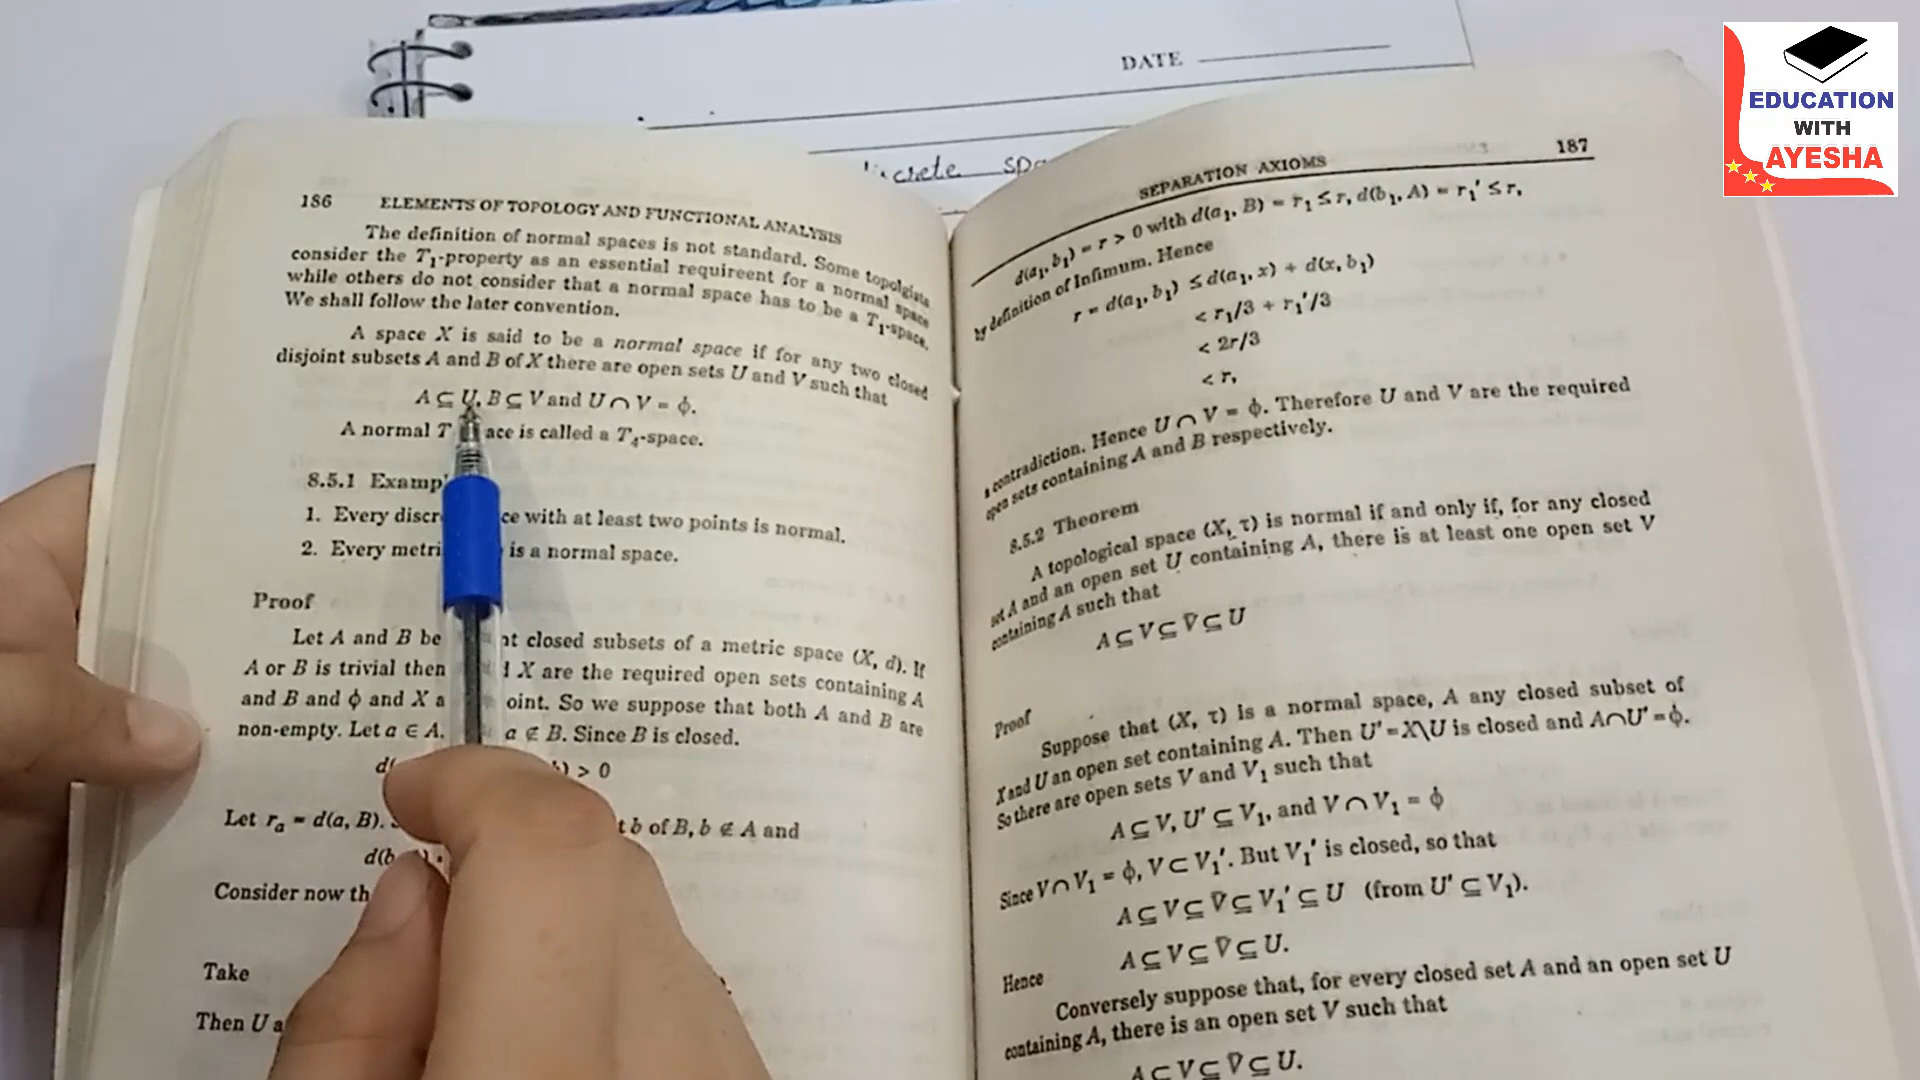 DATE
crete
EDUCATION
WITH
AYESHA
186 ELEMENTS OF TOPOLOGY AND FUNCTIONAL ANALYSIS
The definition of normal spaces is not standard. Some topolgists
consider the T₁-property as an essential requireent for a normal space
while others do not consider that a normal space has to be a T₁-space.
We shall follow the later convention.
A space X is said to be a normal space if for any two closed
disjoint subsets A and B of X there are open sets U and V such that
A ⊆ U, B ⊆ V and U ∩ V = ϕ.
A normal T ace is called a T₄-space.
8.5.1 Exampl
1. Every discr ce with at least two points is normal.
2. Every metri is a normal space.
Proof
Let A and B be nt closed subsets of a metric space (X, d). If
A or B is trivial then X are the required open sets containing A
and B and ϕ and X a oint. So we suppose that both A and B are
non-empty. Let a ∈ A. a ∉ B. Since B is closed.
d( ) > 0
Let rₐ = d(a, B). t b of B, b ∉ A and
d(b
Consider now th
Take
Then U a
SEPARATION AXIOMS 187
d(a₁, b₁) = r > 0 with d(a₁, B) = r₁ ≤ r, d(b₁, A) = r₁' ≤ r,
by definition of Infimum. Hence
r = d(a₁, b₁) ≤ d(a₁, x) + d(x, b₁)
< r₁/3 + r₁'/3
< 2r/3
< r,
a contradiction. Hence U ∩ V = ϕ. Therefore U and V are the required
open sets containing A and B respectively.
8.5.2 Theorem
A topological space (X, τ) is normal if and only if, for any closed
set A and an open set U containing A, there is at least one open set V
containing A such that
A ⊆ V ⊆ V̄ ⊆ U
Proof
Suppose that (X, τ) is a normal space, A any closed subset of
X and U an open set containing A. Then U' = X\U is closed and A∩U' = ϕ.
So there are open sets V and V₁ such that
A ⊆ V, U' ⊆ V₁, and V ∩ V₁ = ϕ
Since V ∩ V₁ = ϕ, V ⊂ V₁'. But V₁' is closed, so that
A ⊆ V ⊆ V̄ ⊆ V₁' ⊆ U (from U' ⊆ V₁).
Hence A ⊆ V ⊆ V̄ ⊆ U.
Conversely suppose that, for every closed set A and an open set U
containing A, there is an open set V such that
A ⊂ V ⊆ V̄ ⊆ U.